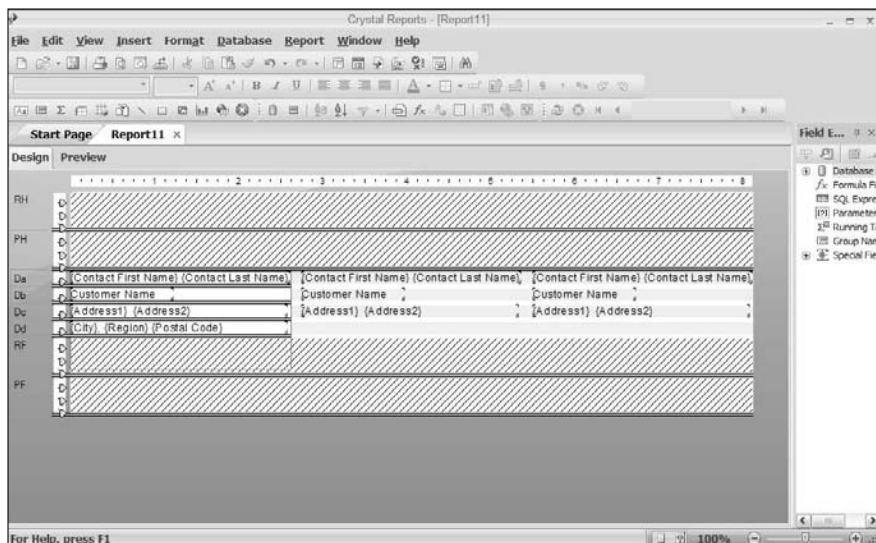 Crystal Reports - [Report11]
File Edit View Insert Format Database Report Window Help
Start Page Report11 ×
Field E...
Design Preview
Database
Formula Fi
SQL Expre
Parameter
Running T
Group Nam
Special Fie
RH
PH
Da {Contact First Name} {Contact Last Name} {Contact First Name} {Contact Last Name} {Contact First Name} {Contact Last Name}
Db Customer Name Customer Name Customer Name
Dc {Address1} {Address2} {Address1} {Address2} {Address1} {Address2}
Dd {City}, {Region} {Postal Code}
RF
PF
For Help, press F1
100%